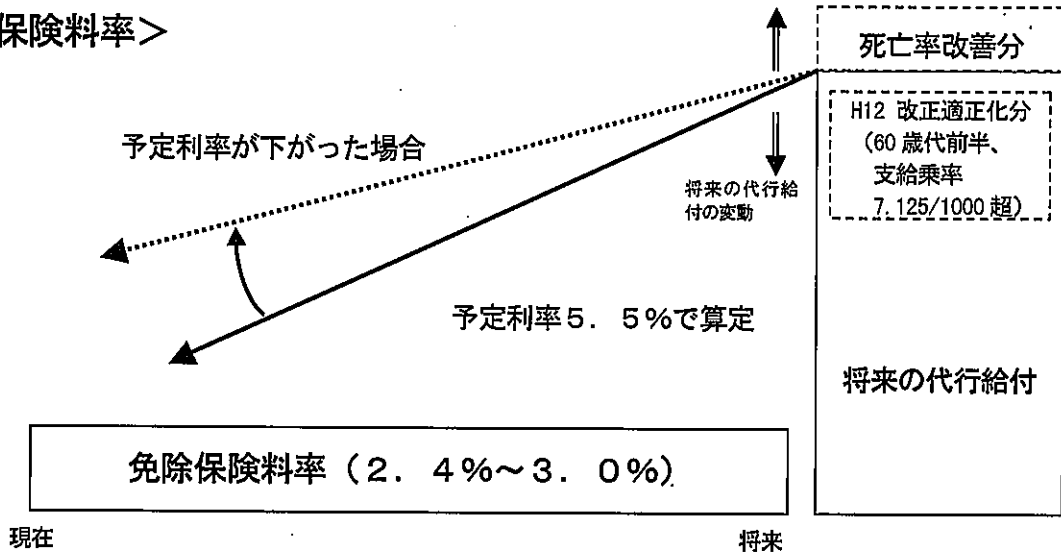 保険料率＞
死亡率改善分
H12 改正適正化分
（60 歳代前半、
支給乗率
7.125/1000 超）
予定利率が下がった場合
将来の代行給
付の変動
予定利率５．５％で算定
将来の代行給付
免除保険料率（２．４％～３．０％）
現在
将来